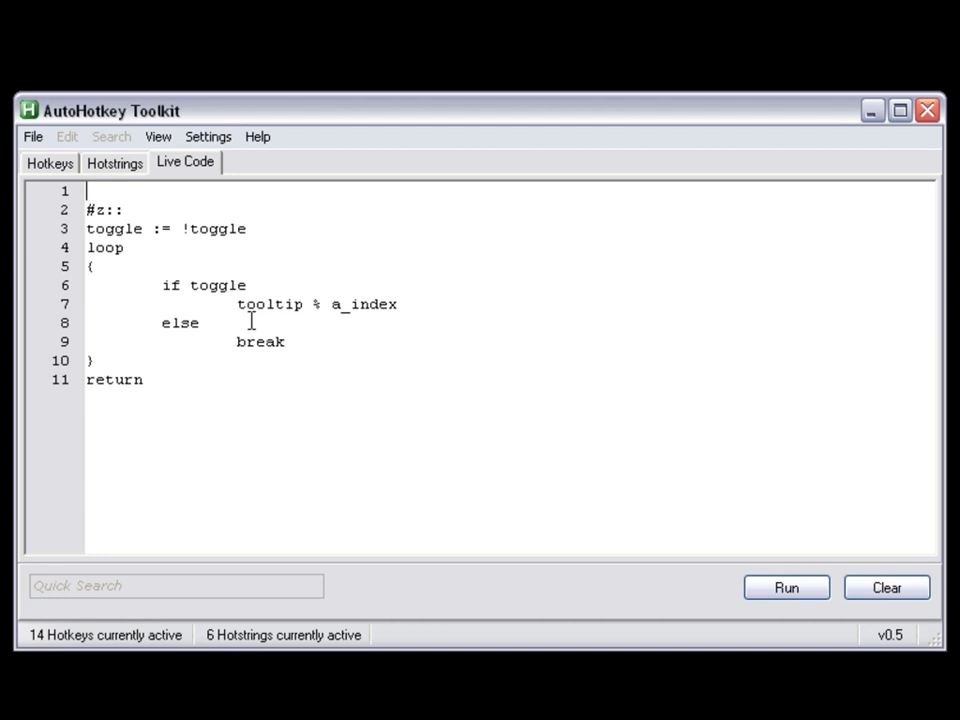 AutoHotkey Toolkit
File Edit Search View Settings Help
Hotkeys Hotstrings Live Code
1
2 #z::
3 toggle := !toggle
4 loop
5 {
6 if toggle
7 tooltip % a_index
8 else
9 break
10 }
11 return
Quick Search
Run Clear
14 Hotkeys currently active 6 Hotstrings currently active v0.5